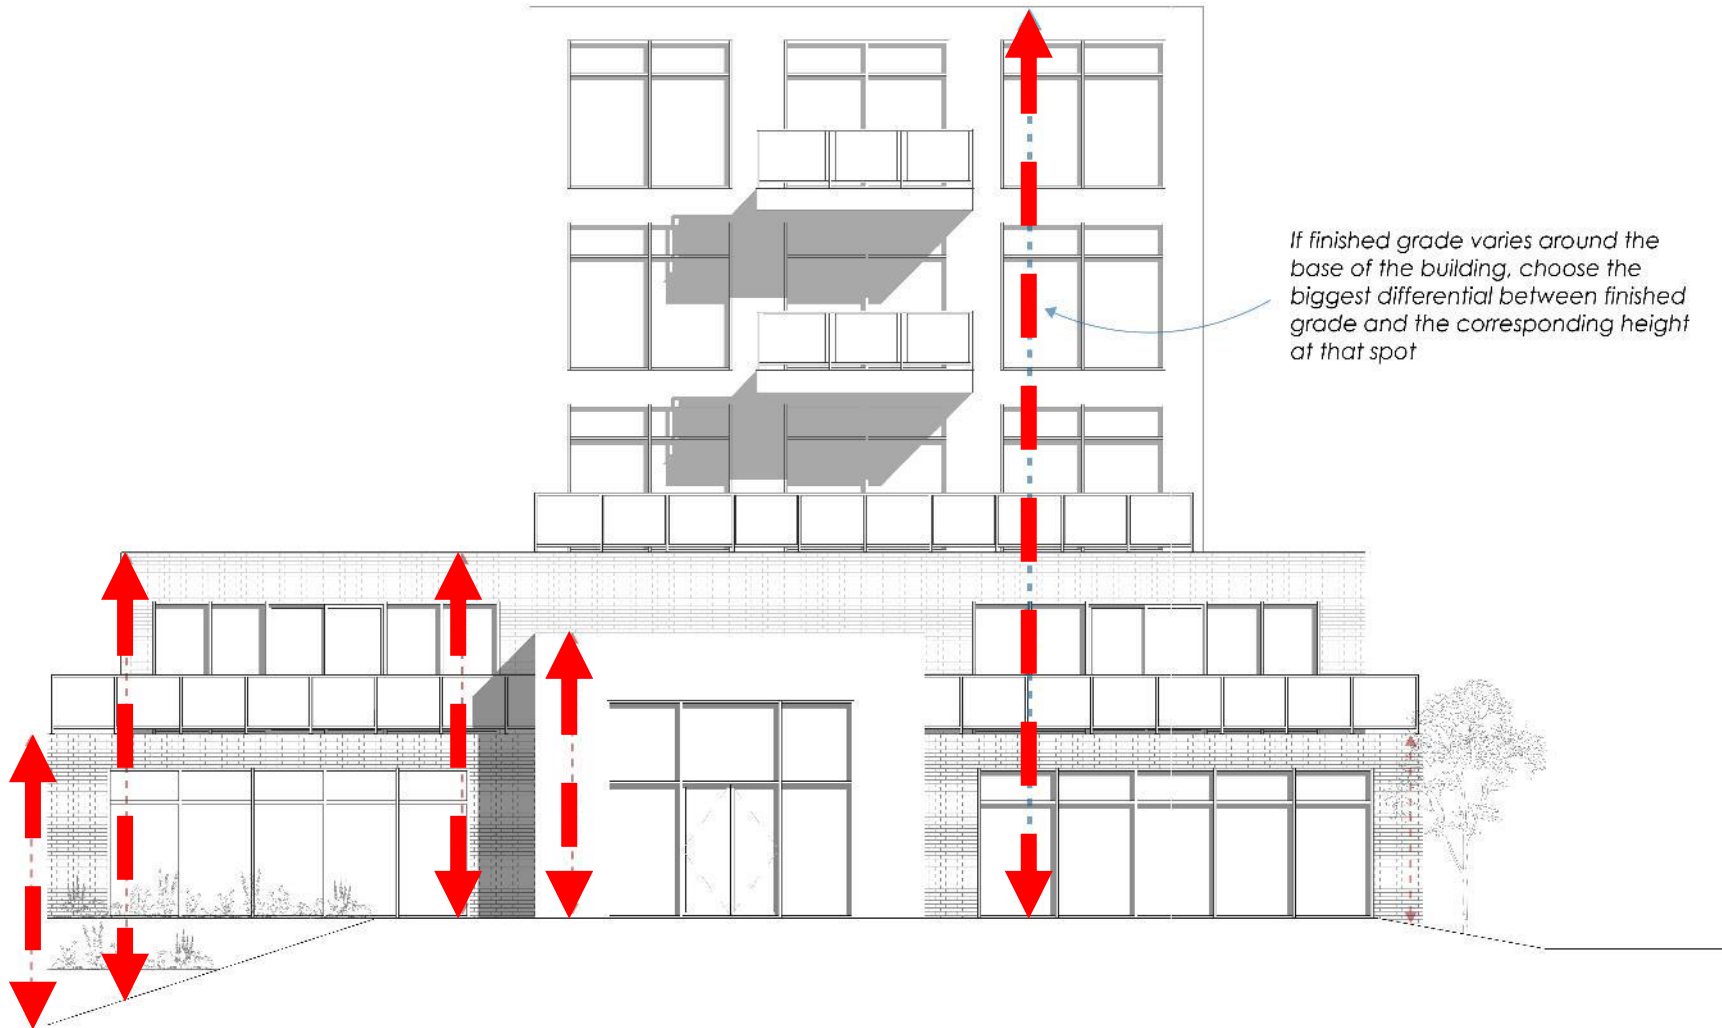 If finished grade varies around the
base of the building, choose the
biggest differential between finished
grade and the corresponding height
at that spot